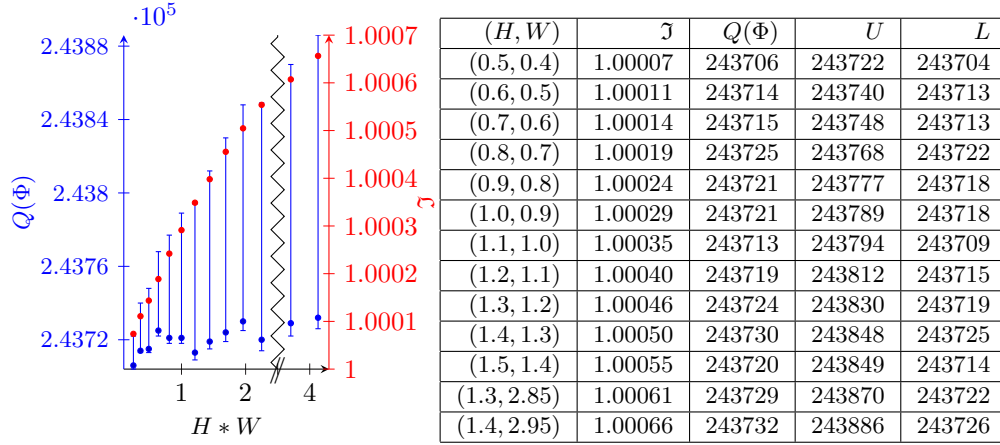 ·10⁵
2.4388
2.4384
2.438
2.4376
2.4372
Q(Φ)
1 2 4
H ∗ W
1.0007
1.0006
1.0005
1.0004
1.0003
1.0002
1.0001
1
ℑ
(H, W) ℑ Q(Φ) U L
(0.5, 0.4) 1.00007 243706 243722 243704
(0.6, 0.5) 1.00011 243714 243740 243713
(0.7, 0.6) 1.00014 243715 243748 243713
(0.8, 0.7) 1.00019 243725 243768 243722
(0.9, 0.8) 1.00024 243721 243777 243718
(1.0, 0.9) 1.00029 243721 243789 243718
(1.1, 1.0) 1.00035 243713 243794 243709
(1.2, 1.1) 1.00040 243719 243812 243715
(1.3, 1.2) 1.00046 243724 243830 243719
(1.4, 1.3) 1.00050 243730 243848 243725
(1.5, 1.4) 1.00055 243720 243849 243714
(1.3, 2.85) 1.00061 243729 243870 243722
(1.4, 2.95) 1.00066 243732 243886 243726